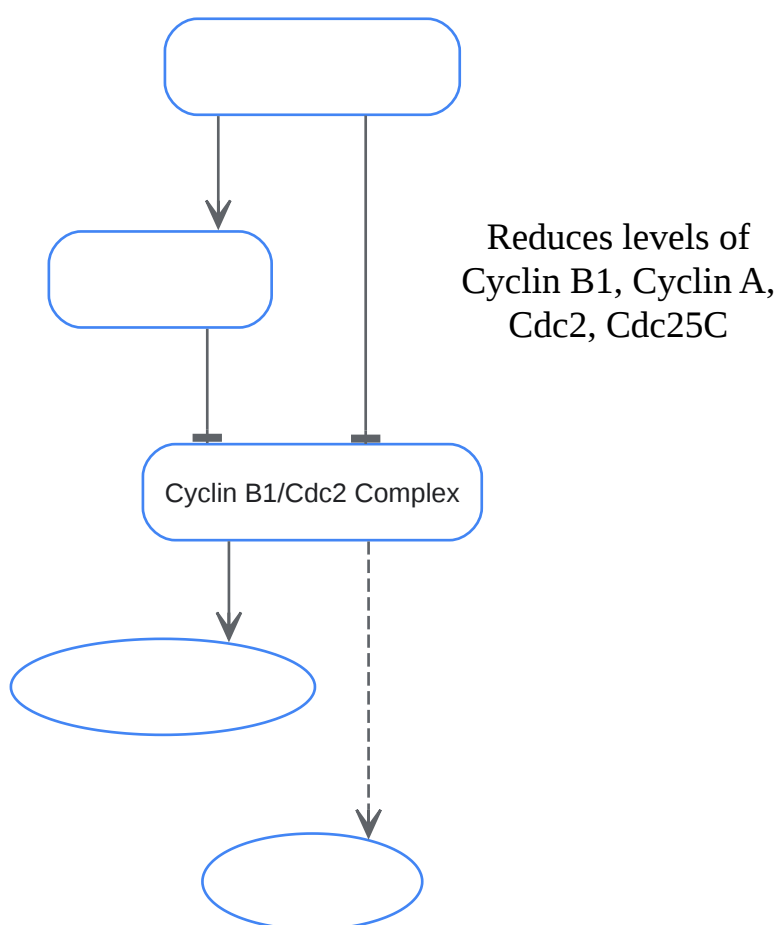 Reduces levels of
Cyclin B1, Cyclin A,
Cdc2, Cdc25C
Cyclin B1/Cdc2 Complex